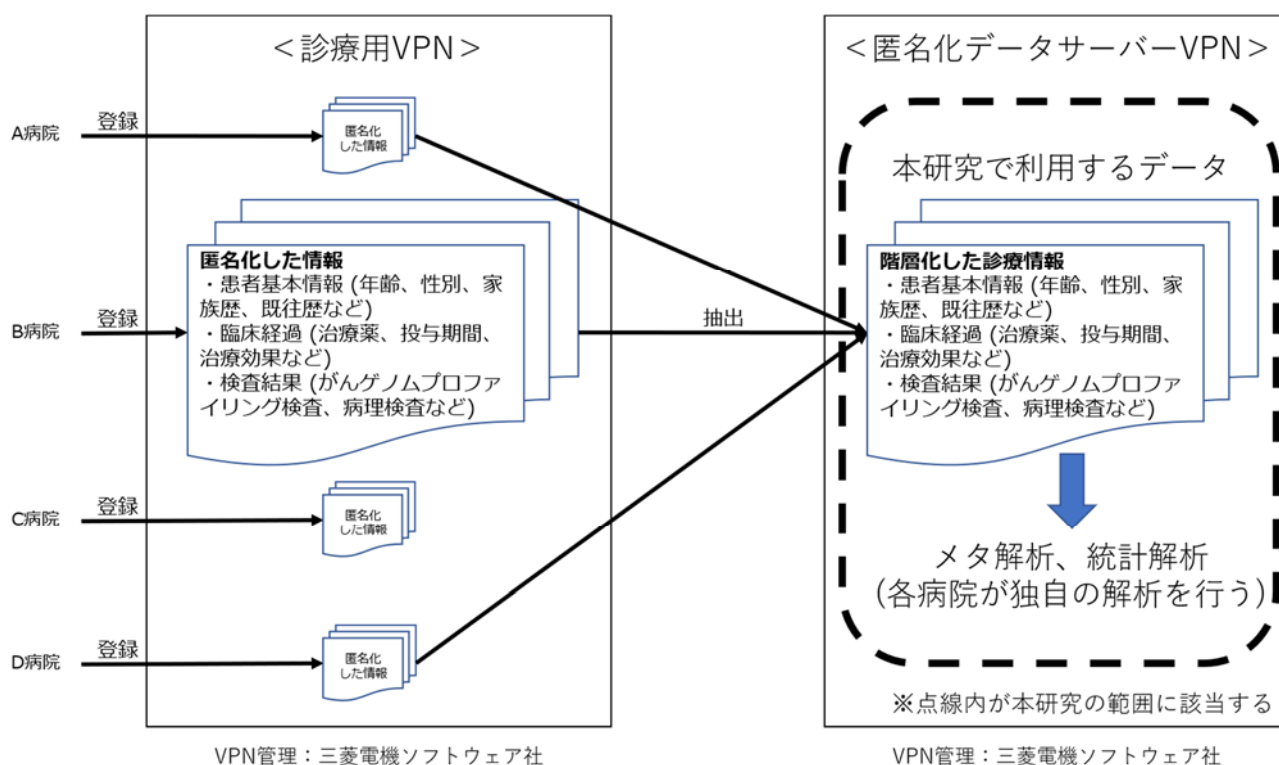 ＜診療用VPN＞
A病院
登録
匿名化
した情報
B病院
登録
匿名化した情報
・患者基本情報 (年齢、性別、家
族歴、既往歴など)
・臨床経過 (治療薬、投与期間、
治療効果など)
・検査結果 (がんゲノムプロファ
イリング検査、病理検査など)
C病院
登録
匿名化
した情報
D病院
登録
匿名化
した情報
VPN管理：三菱電機ソフトウェア社
抽出
＜匿名化データサーバーVPN＞
本研究で利用するデータ
階層化した診療情報
・患者基本情報 (年齢、性別、家
族歴、既往歴など)
・臨床経過 (治療薬、投与期間、
治療効果など)
・検査結果 (がんゲノムプロファ
イリング検査、病理検査など)
メタ解析、統計解析
(各病院が独自の解析を行う)
※点線内が本研究の範囲に該当する
VPN管理：三菱電機ソフトウェア社